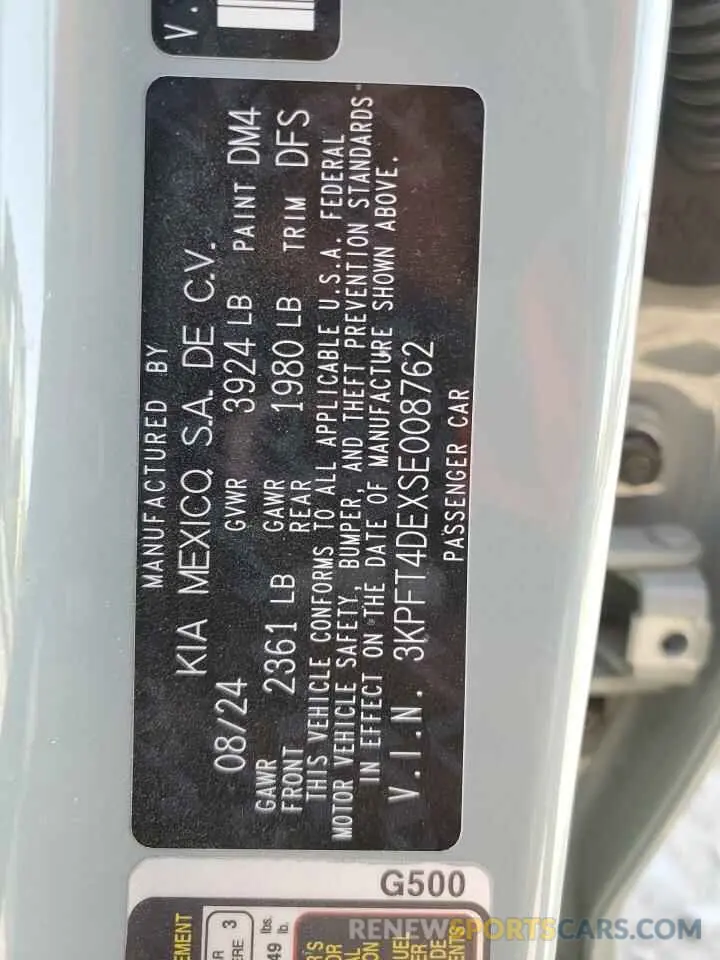 V.
MANUFACTURED BY
KIA MEXICO, S.A. DE C.V.
08/24 GVWR 3924 LB PAINT DM4
GAWR FRONT 2361 LB GAWR REAR 1980 LB TRIM DFS
THIS VEHICLE CONFORMS TO ALL APPLICABLE U.S.A. FEDERAL
MOTOR VEHICLE SAFETY, BUMPER, AND THEFT PREVENTION STANDARDS
IN EFFECT ON THE DATE OF MANUFACTURE SHOWN ABOVE.
V.I.N. 3KPFT4DEXSE008762
PASSENGER CAR
G500
RENEWSPORTSCARS.COM